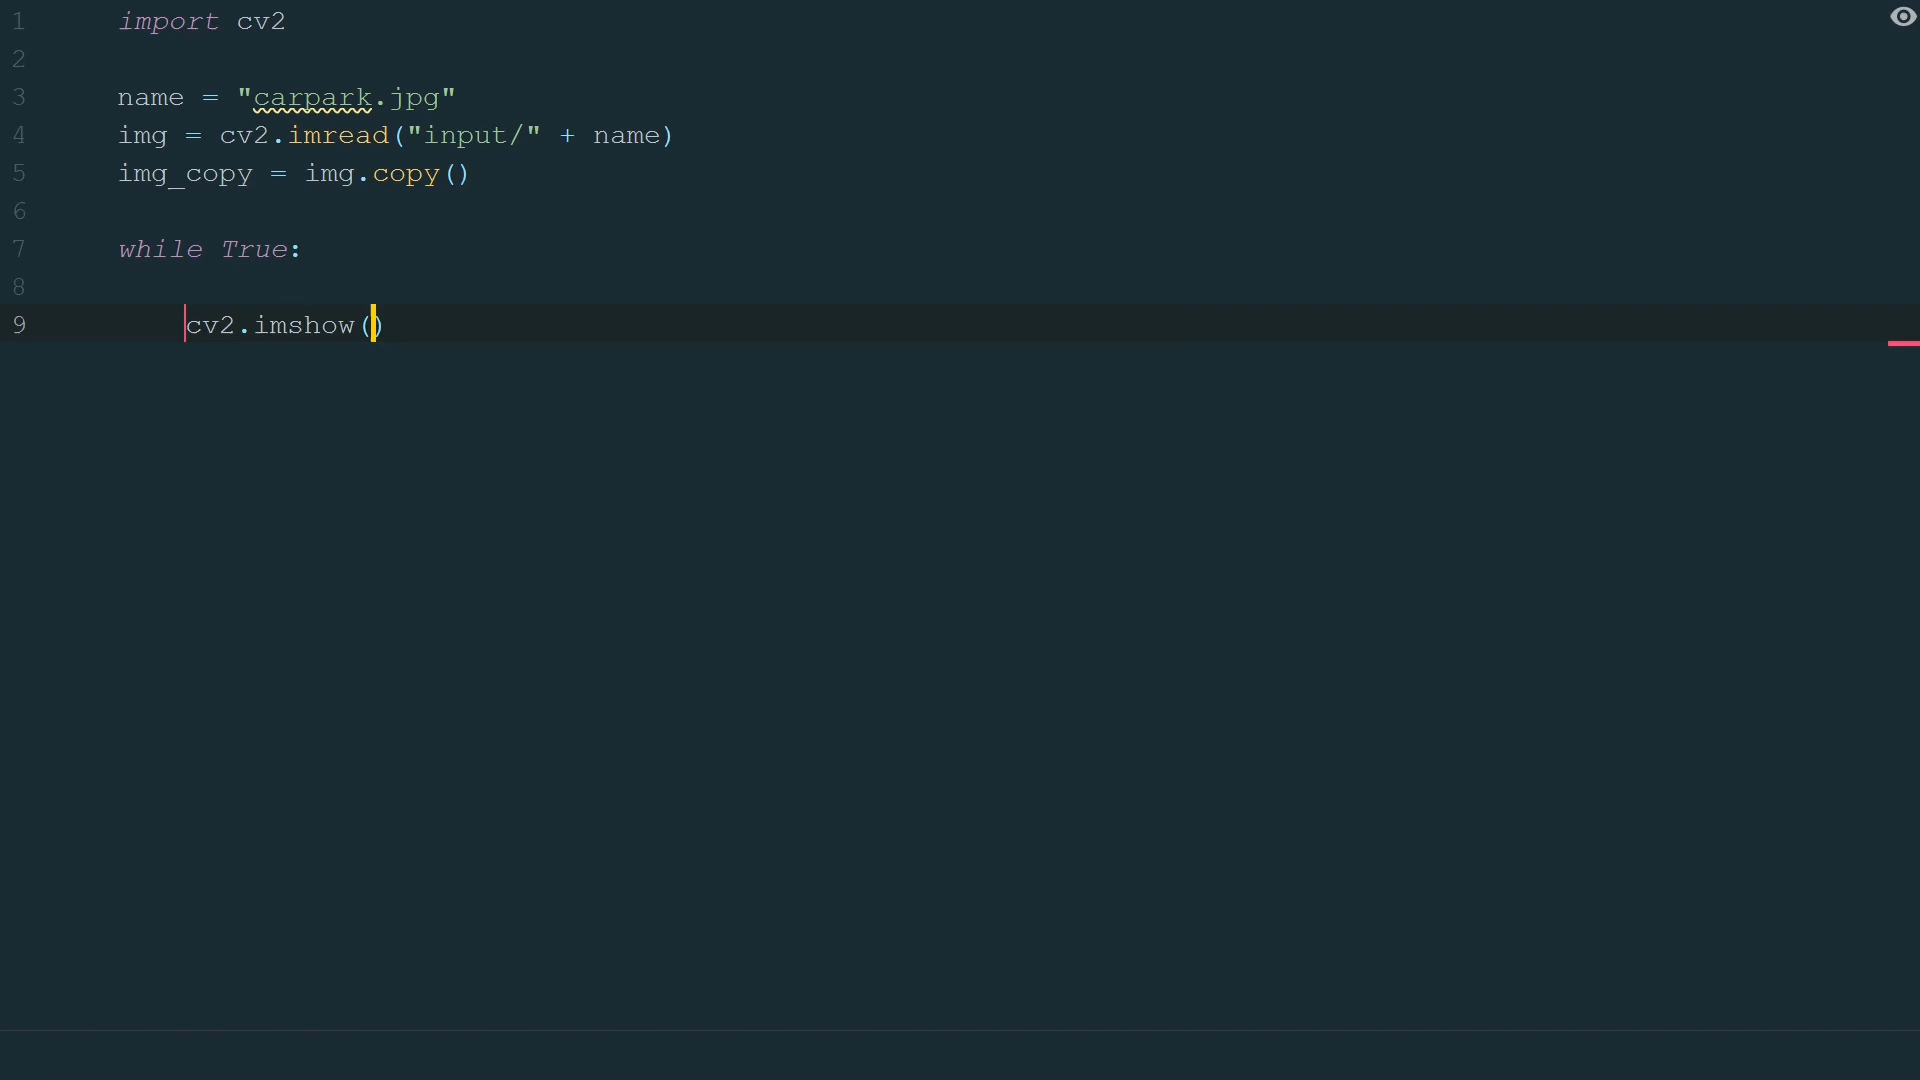 1 import cv2
2
3 name = "carpark.jpg"
4 img = cv2.imread("input/" + name)
5 img_copy = img.copy()
6
7 while True:
8
9 cv2.imshow()